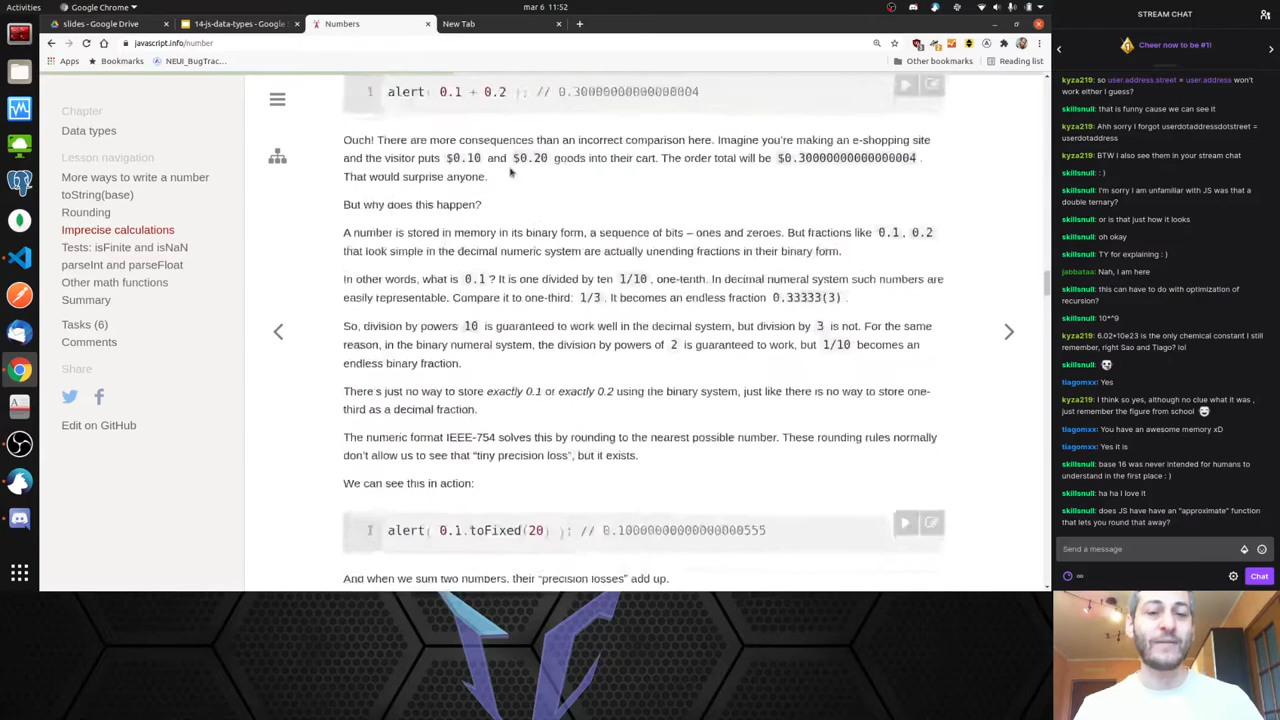 Activities
Google Chrome
mar 6 11:52
slides - Google Drive
14-js-data-types - Google S
Numbers
New Tab
javascript.info/number
Apps
Bookmarks
NEUI_BugTrac...
Other bookmarks
Reading list
Chapter
Data types
Lesson navigation
More ways to write a number
toString(base)
Rounding
Imprecise calculations
Tests: isFinite and isNaN
parseInt and parseFloat
Other math functions
Summary
Tasks (6)
Comments
Share
Edit on GitHub
1 alert( 0.1 + 0.2 ); // 0.30000000000000004
Ouch! There are more consequences than an incorrect comparison here. Imagine you're making an e-shopping site
and the visitor puts $0.10 and $0.20 goods into their cart. The order total will be $0.30000000000000004 .
That would surprise anyone.
But why does this happen?
A number is stored in memory in its binary form, a sequence of bits – ones and zeroes. But fractions like 0.1, 0.2
that look simple in the decimal numeric system are actually unending fractions in their binary form.
In other words, what is 0.1? It is one divided by ten 1/10, one-tenth. In decimal numeral system such numbers are
easily representable. Compare it to one-third: 1/3. It becomes an endless fraction 0.33333(3).
So, division by powers 10 is guaranteed to work well in the decimal system, but division by 3 is not. For the same
reason, in the binary numeral system, the division by powers of 2 is guaranteed to work, but 1/10 becomes an
endless binary fraction.
There's just no way to store exactly 0.1 or exactly 0.2 using the binary system, just like there is no way to store one-
third as a decimal fraction.
The numeric format IEEE-754 solves this by rounding to the nearest possible number. These rounding rules normally
don't allow us to see that "tiny precision loss", but it exists.
We can see this in action:
1 alert( 0.1.toFixed(20) ); // 0.10000000000000000555
And when we sum two numbers, their "precision losses" add up.
STREAM CHAT
Cheer now to be #1!
kyza219: so user.address.street = user.address won't
work either I guess?
skillsnull: that is funny cause we can see it
kyza219: Ahh sorry I forgot userdotaddressdotstreet =
userdotaddress
kyza219: BTW I also see them in your stream chat
skillsnull: : )
skillsnull: I'm sorry I am unfamiliar with JS was that a
double ternary?
skillsnull: or is that just how it looks
skillsnull: oh okay
skillsnull: TY for explaining : )
jabbataa: Nah, I am here
skillsnull: this can have to do with optimization of
recursion?
skillsnull: 10*^9
kyza219: 6.02*10e23 is the only chemical constant I still
remember, right Sao and Tiago? lol
skillsnull:
tiagomxx: Yes
kyza219: I think so yes, although no clue what it was ,
just remember the figure from school
tiagomxx: You have an awesome memory xD
tiagomxx: Yes it is
skillsnull: base 16 was never intended for humans to
understand in the first place : )
skillsnull: ha ha I love it
skillsnull: does JS have have an "approximate" function
that lets you round that away?
Send a message
∞
Chat